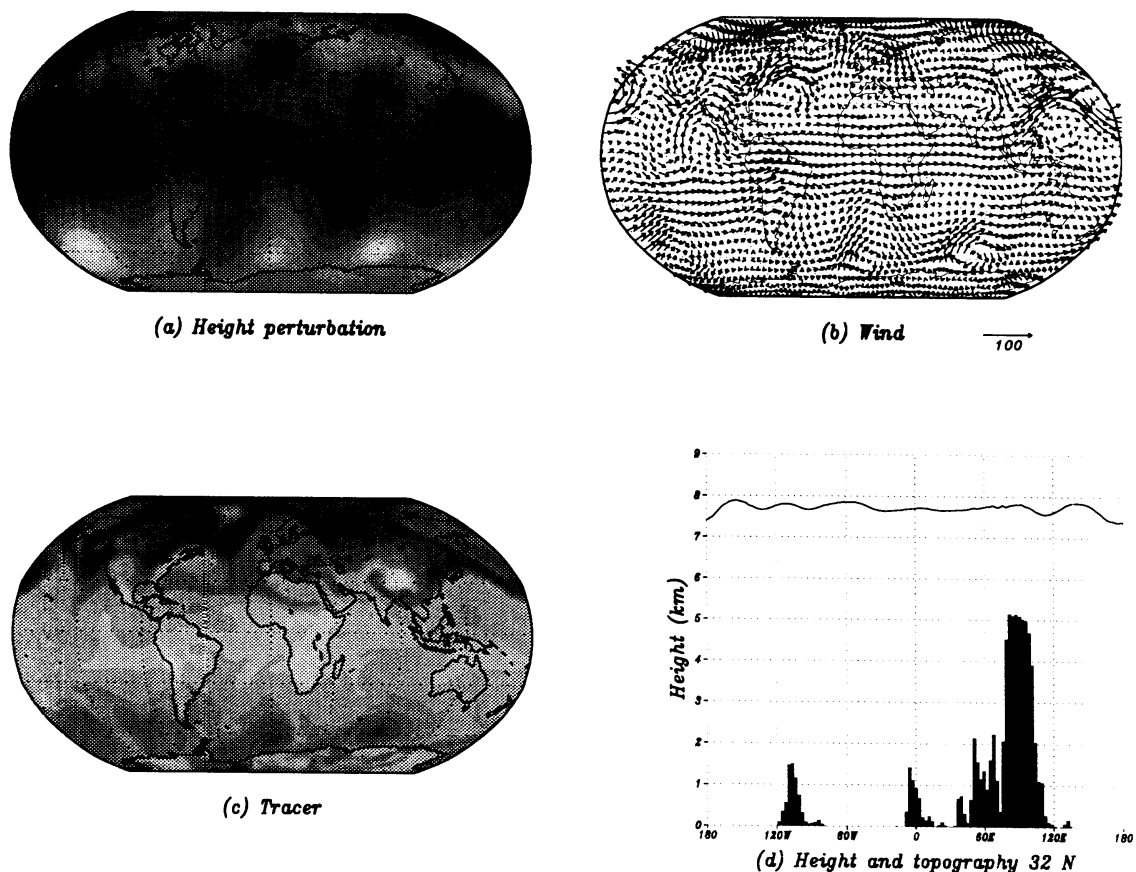 (a) Height perturbation
(b) Wind
100
(c) Tracer
Height (km)
9
8
7
6
5
4
3
2
1
0
180
120W
60W
0
60E
120E
180
(d) Height and topography 32 N